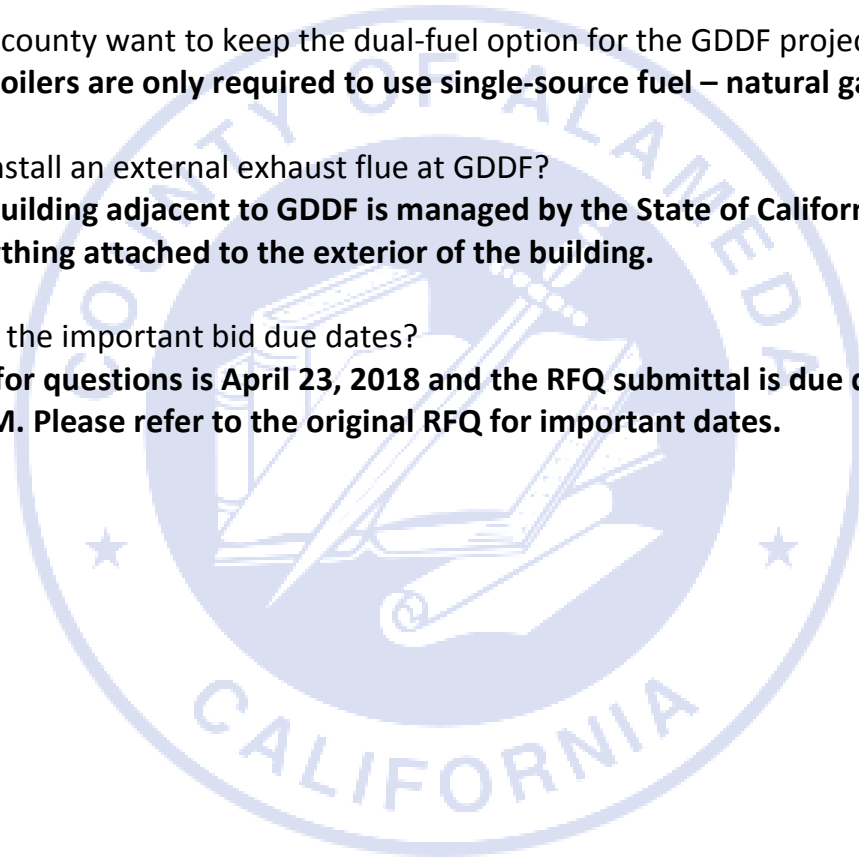 county want to keep the dual-fuel option for the GDDF projec
oilers are only required to use single-source fuel – natural ga
nstall an external exhaust flue at GDDF?
uilding adjacent to GDDF is managed by the State of Californ
thing attached to the exterior of the building.
the important bid due dates?
for questions is April 23, 2018 and the RFQ submittal is due
M. Please refer to the original RFQ for important dates.
COUNTY OF ALAMEDA
CALIFORNIA